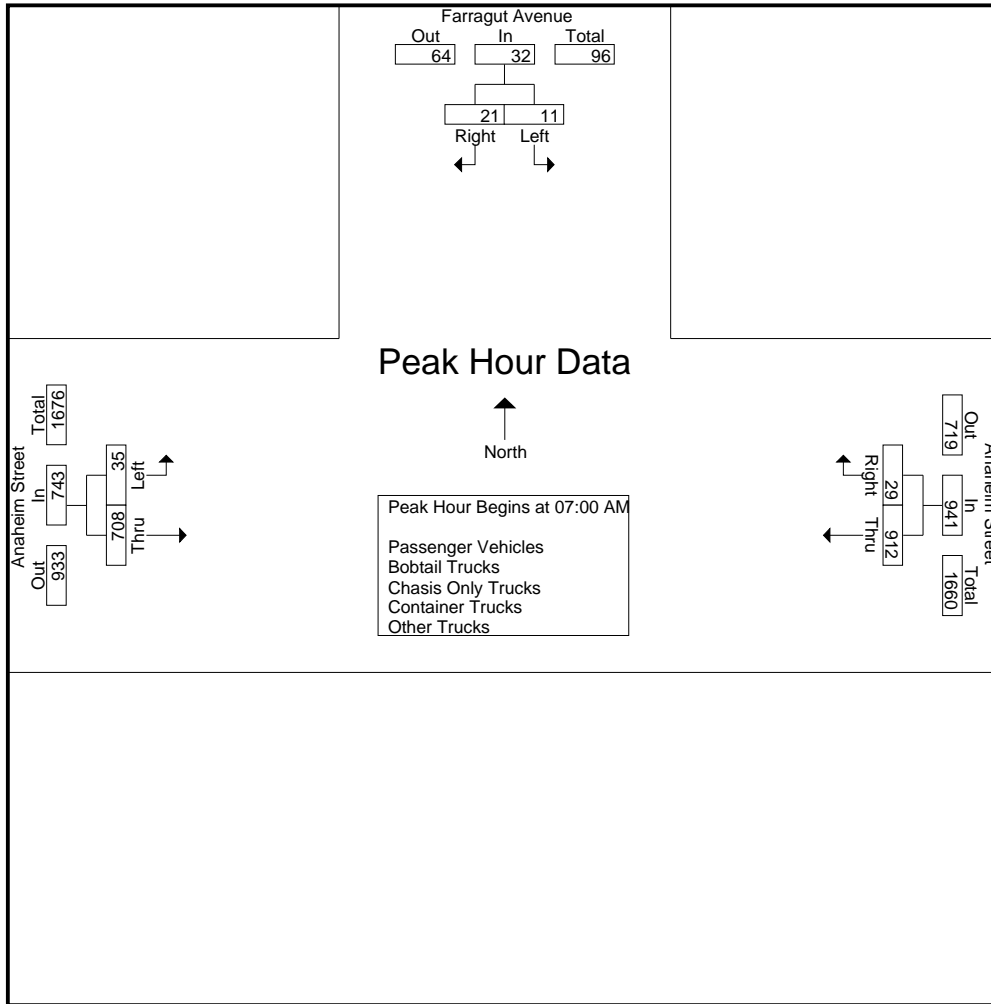 Farragut Avenue
Out In Total
64 32 96
21 11
Right Left
Peak Hour Data
North
Peak Hour Begins at 07:00 AM
Passenger Vehicles
Bobtail Trucks
Chasis Only Trucks
Container Trucks
Other Trucks
Anaheim Street
Total In Out
1676 743 933
35 708
Left Thru
Anaheim Street
Out In Total
719 941 1660
29 912
Right Thru